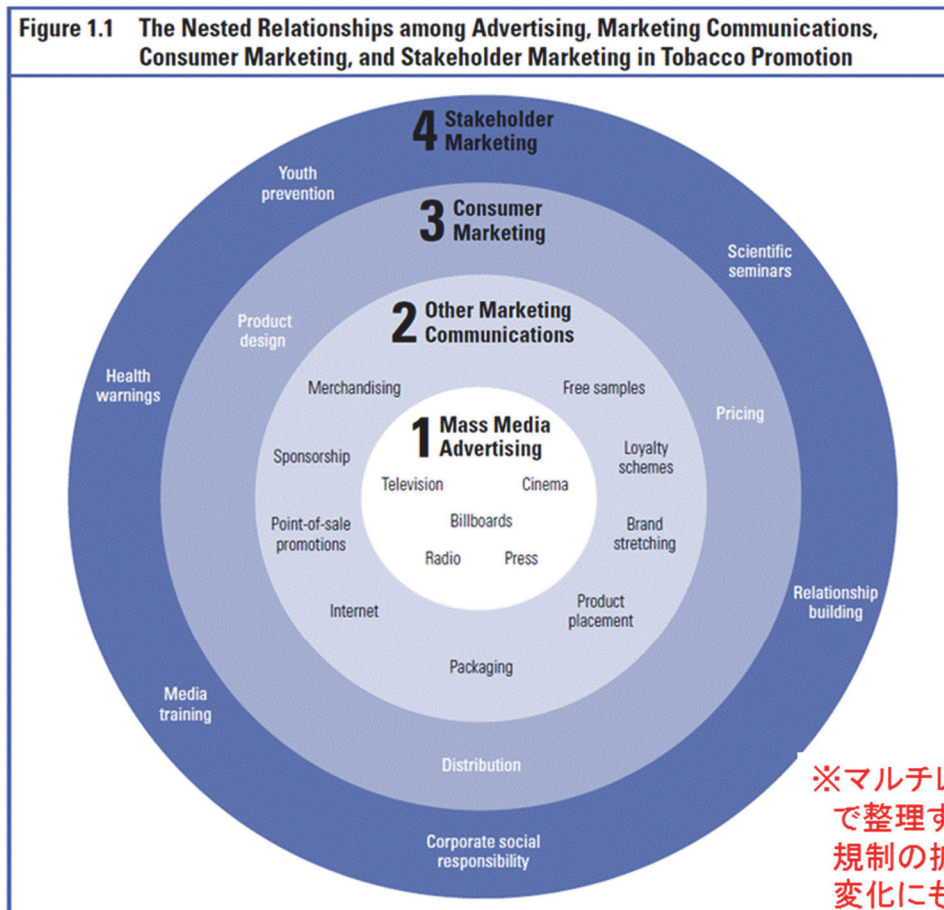 Figure 1.1 The Nested Relationships among Advertising, Marketing Communications,
Consumer Marketing, and Stakeholder Marketing in Tobacco Promotion
4 Stakeholder
Marketing
Youth
prevention
3 Consumer
Marketing
Scientific
seminars
Product
design
2 Other Marketing
Communications
Health
warnings
Merchandising
Free samples
Pricing
1 Mass Media
Advertising
Sponsorship
Loyalty
schemes
Television
Cinema
Billboards
Point-of-sale
promotions
Brand
stretching
Radio
Press
Internet
Product
placement
Relationship
building
Packaging
Media
training
Distribution
Corporate social
responsibility
※マルチレ
で整理す
規制の拡
変化にも